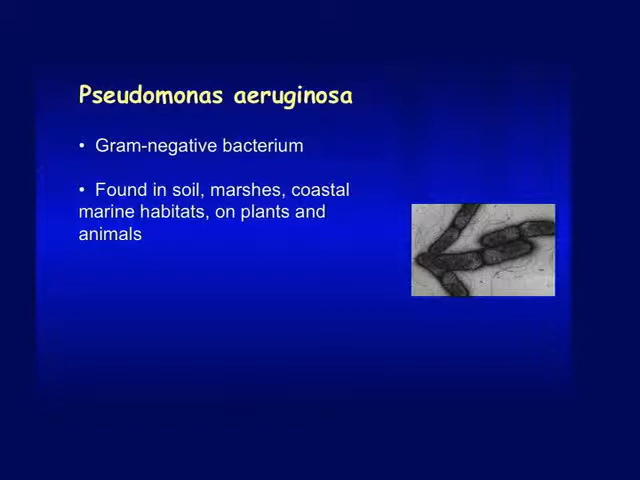 Pseudomonas aeruginosa
• Gram-negative bacterium
• Found in soil, marshes, coastal
marine habitats, on plants and
animals